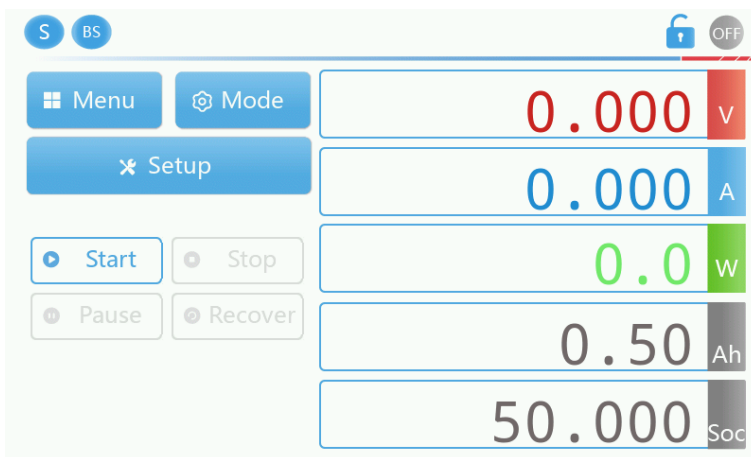 S BS OFF
Menu Mode
0.000 V
Setup
0.000 A
Start Stop
0.0 W
Pause Recover
0.50 Ah
50.000 Soc